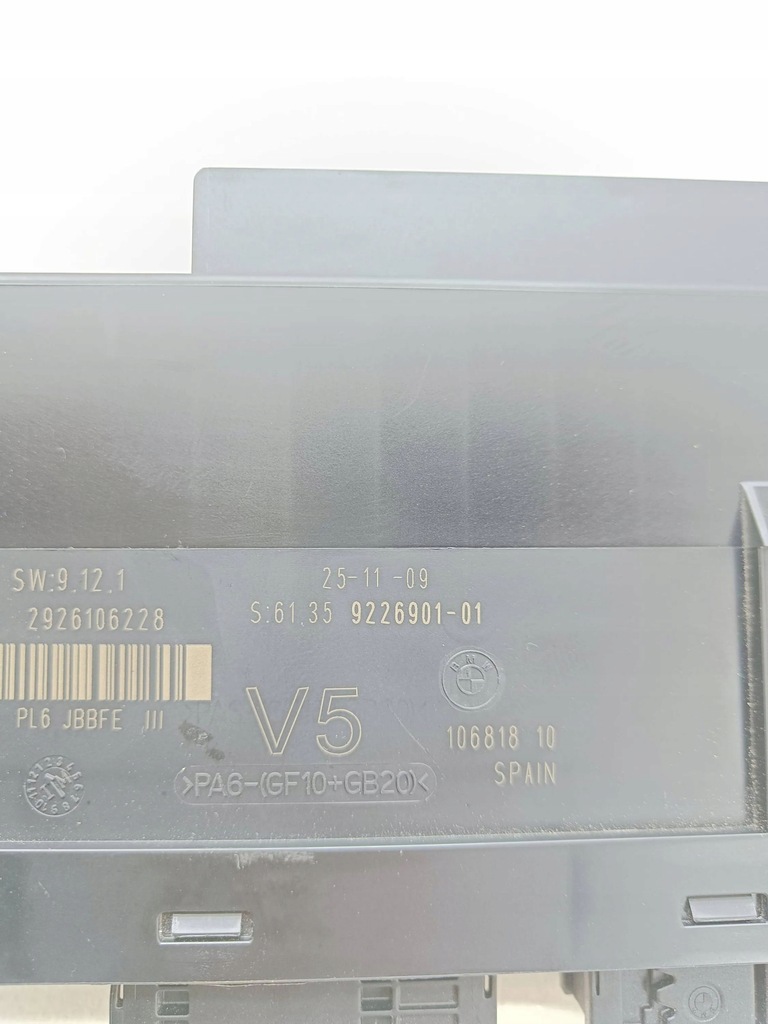 SW:9.12.1
25-11-09
2926106228
S:61.35 9226901-01
BMW
PL6 JBBFE III
V5
106818 10
>PA6-(GF10+GB20)<
SPAIN